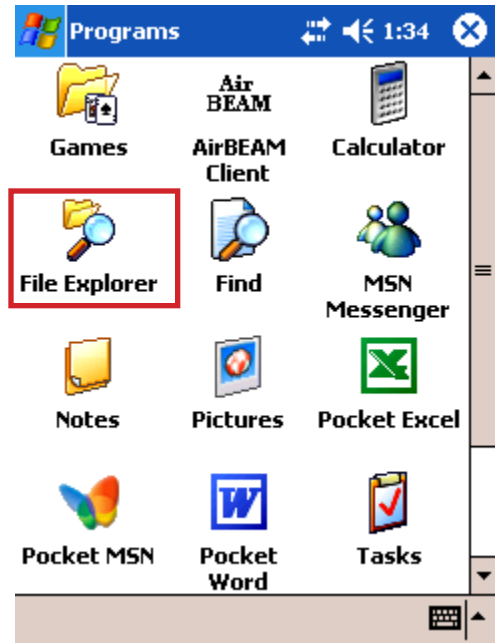 Programs 1:34
Air
BEAM
Games AirBEAM Calculator
Client
File Explorer Find MSN
Messenger
Notes Pictures Pocket Excel
W
Pocket MSN Pocket Tasks
Word